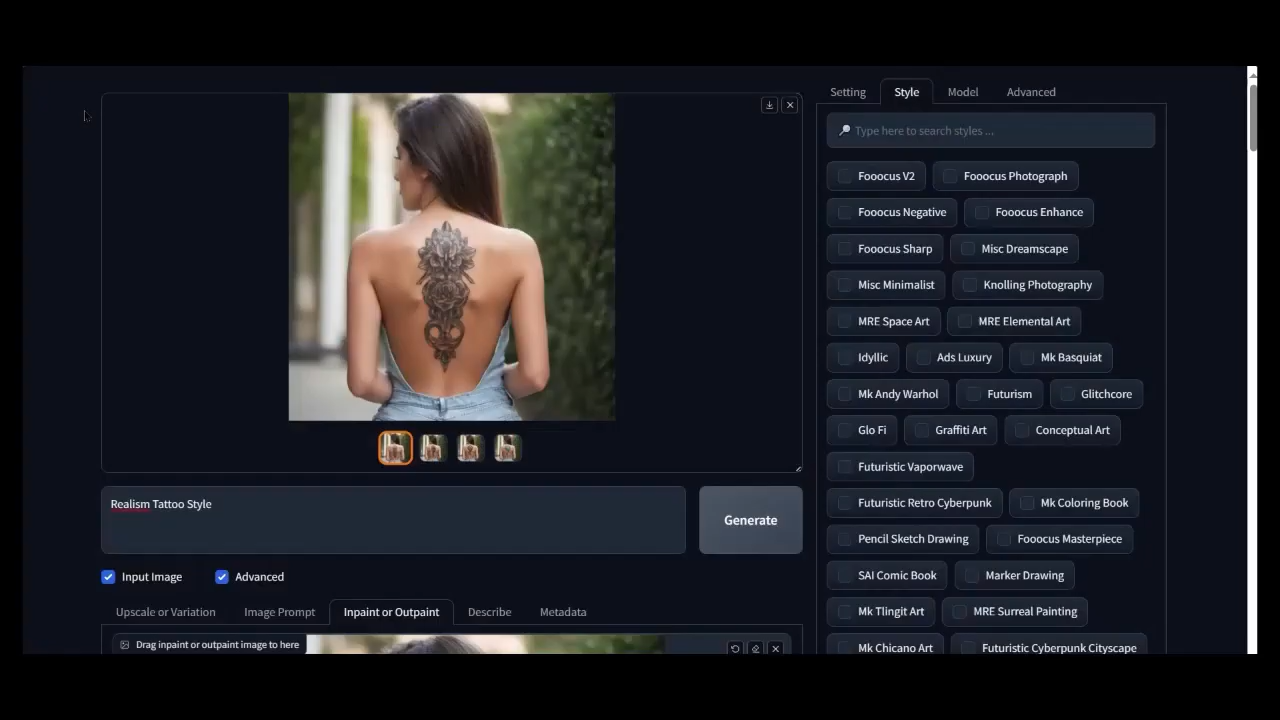 Setting Style Model Advanced
Type here to search styles ...
Fooocus V2 Fooocus Photograph
Fooocus Negative Fooocus Enhance
Fooocus Sharp Misc Dreamscape
Misc Minimalist Knolling Photography
MRE Space Art MRE Elemental Art
Idyllic Ads Luxury Mk Basquiat
Mk Andy Warhol Futurism Glitchcore
Glo Fi Graffiti Art Conceptual Art
Futuristic Vaporwave
Futuristic Retro Cyberpunk Mk Coloring Book
Pencil Sketch Drawing Fooocus Masterpiece
SAI Comic Book Marker Drawing
Mk Tlingit Art MRE Surreal Painting
Mk Chicano Art Futuristic Cyberpunk Cityscape
Realism Tattoo Style
Generate
Input Image Advanced
Upscale or Variation Image Prompt Inpaint or Outpaint Describe Metadata
Drag inpaint or outpaint image to here